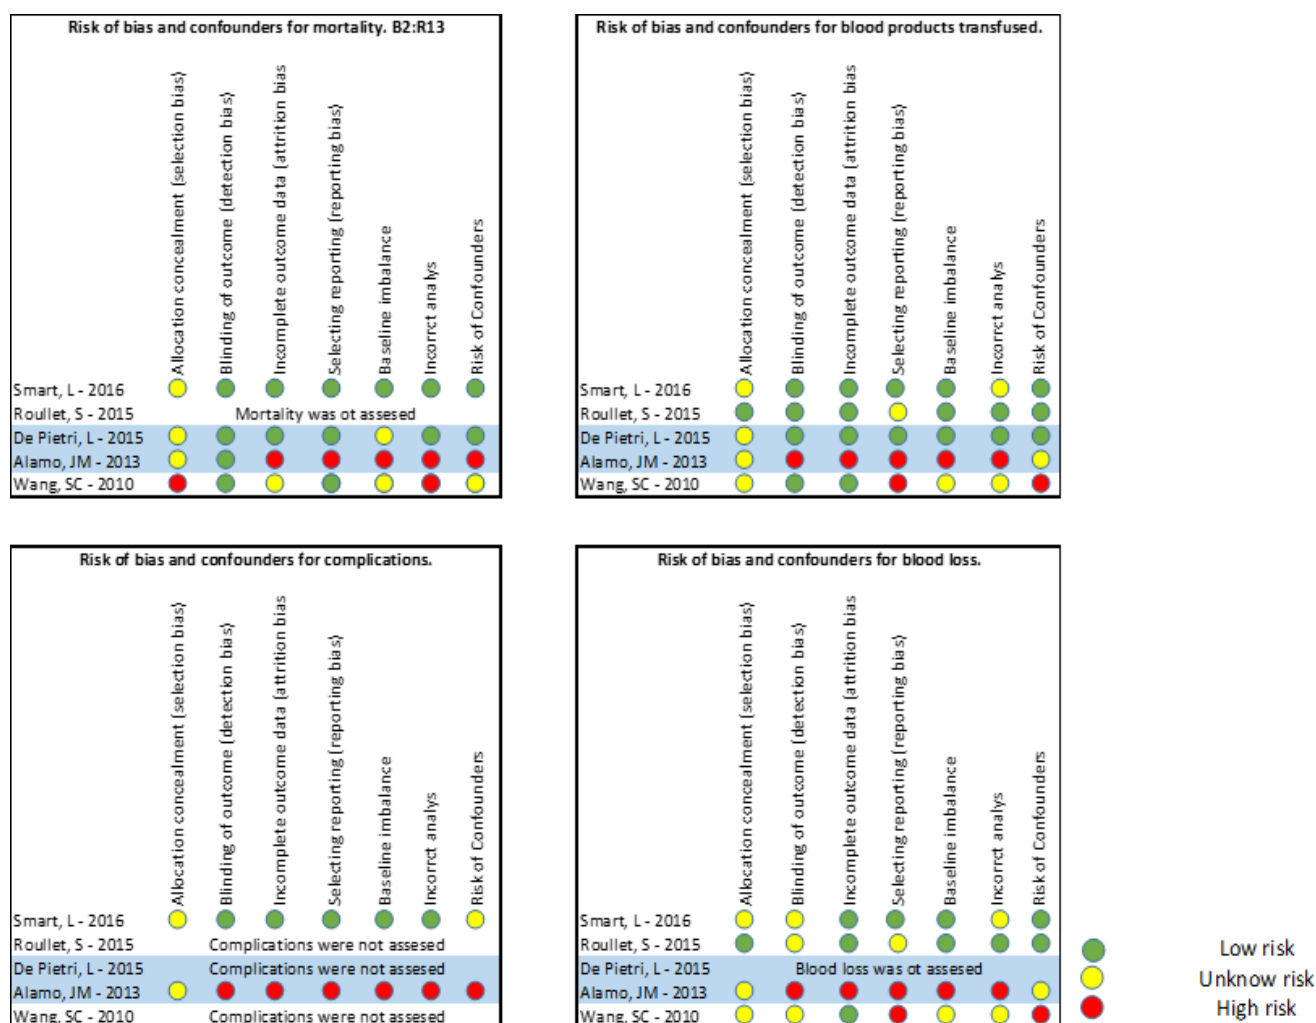 Risk of bias and confounders for mortality. B2:R13
Allocation concealment (selection bias)
Blinding of outcome (detection bias)
Incomplete outcome data (attrition bias
Selecting reporting (reporting bias)
Baseline imbalance
Incorrct analys
Risk of Confounders
Smart, L - 2016
Roullet, S - 2015 Mortality was ot assesed
De Pietri, L - 2015
Alamo, JM - 2013
Wang, SC - 2010
Risk of bias and confounders for blood products transfused.
Allocation concealment (selection bias)
Blinding of outcome (detection bias)
Incomplete outcome data (attrition bias
Selecting reporting (reporting bias)
Baseline imbalance
Incorrct analys
Risk of Confounders
Smart, L - 2016
Roullet, S - 2015
De Pietri, L - 2015
Alamo, JM - 2013
Wang, SC - 2010
Risk of bias and confounders for complications.
Allocation concealment (selection bias)
Blinding of outcome (detection bias)
Incomplete outcome data (attrition bias
Selecting reporting (reporting bias)
Baseline imbalance
Incorrct analys
Risk of Confounders
Smart, L - 2016
Roullet, S - 2015 Complications were not assesed
De Pietri, L - 2015 Complications were not assesed
Alamo, JM - 2013
Wang, SC - 2010 Complications were not assesed
Risk of bias and confounders for blood loss.
Allocation concealment (selection bias)
Blinding of outcome (detection bias)
Incomplete outcome data (attrition bias
Selecting reporting (reporting bias)
Baseline imbalance
Incorrct analys
Risk of Confounders
Smart, L - 2016
Roullet, S - 2015
De Pietri, L - 2015 Blood loss was ot assesed
Alamo, JM - 2013
Wang, SC - 2010
Low risk
Unknow risk
High risk